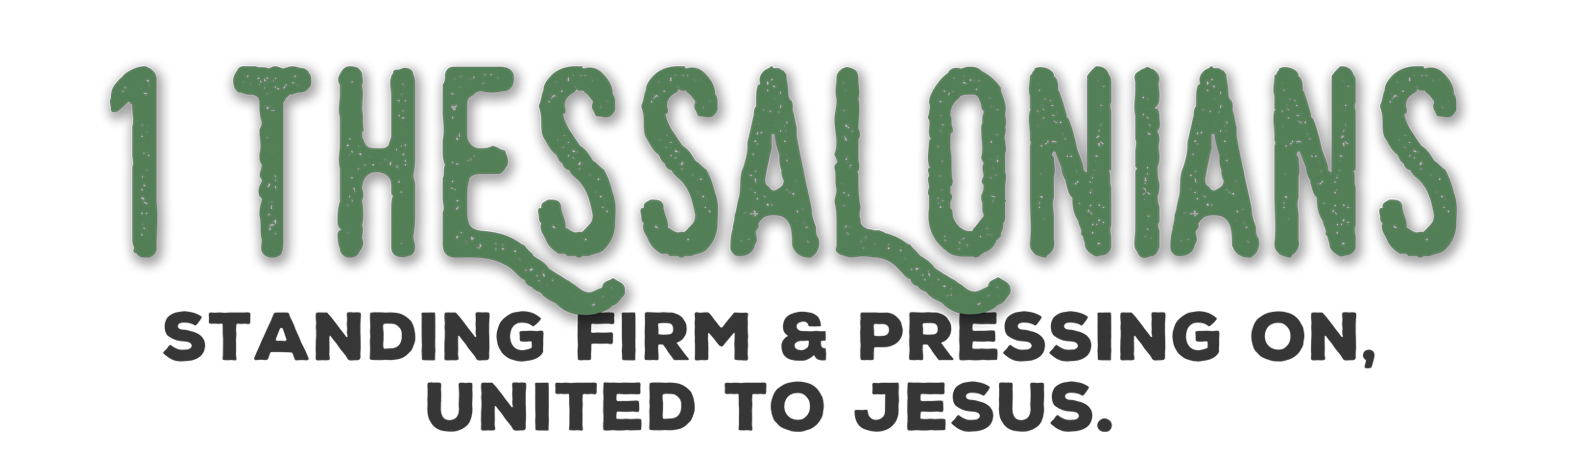 1 THESSALONIANS
STANDING FIRM & PRESSING ON,
UNITED TO JESUS.